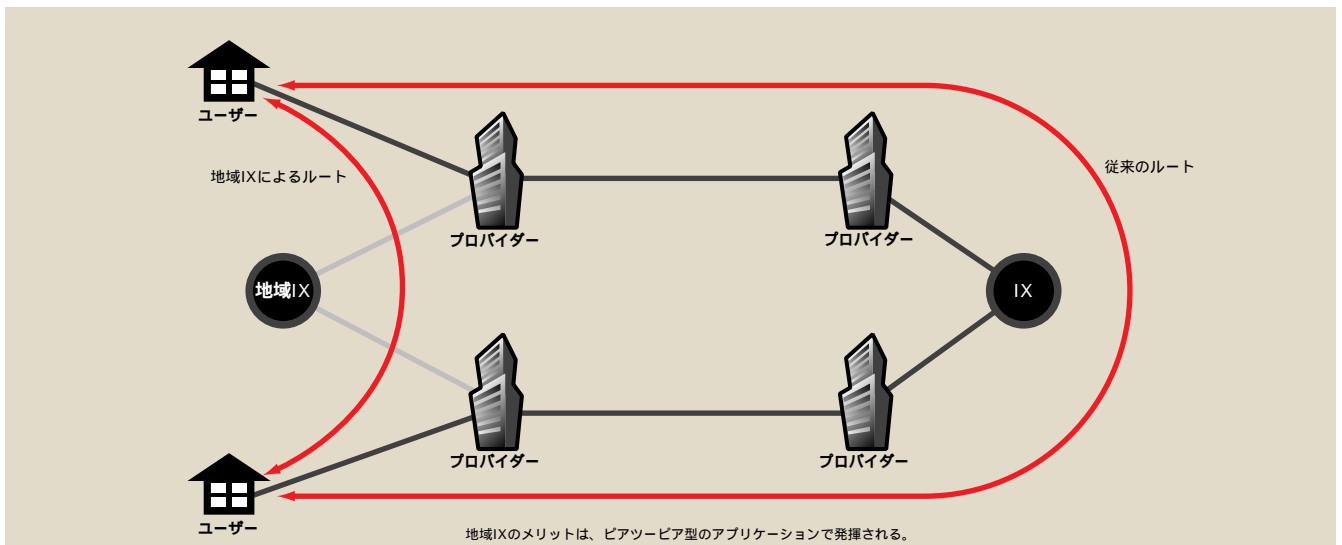 ユーザー
地域IXによるルート
従来のルート
プロバイダー
プロバイダー
地域IX
IX
プロバイダー
プロバイダー
ユーザー
地域IXのメリットは、ピアツーピア型のアプリケーションで発揮される。